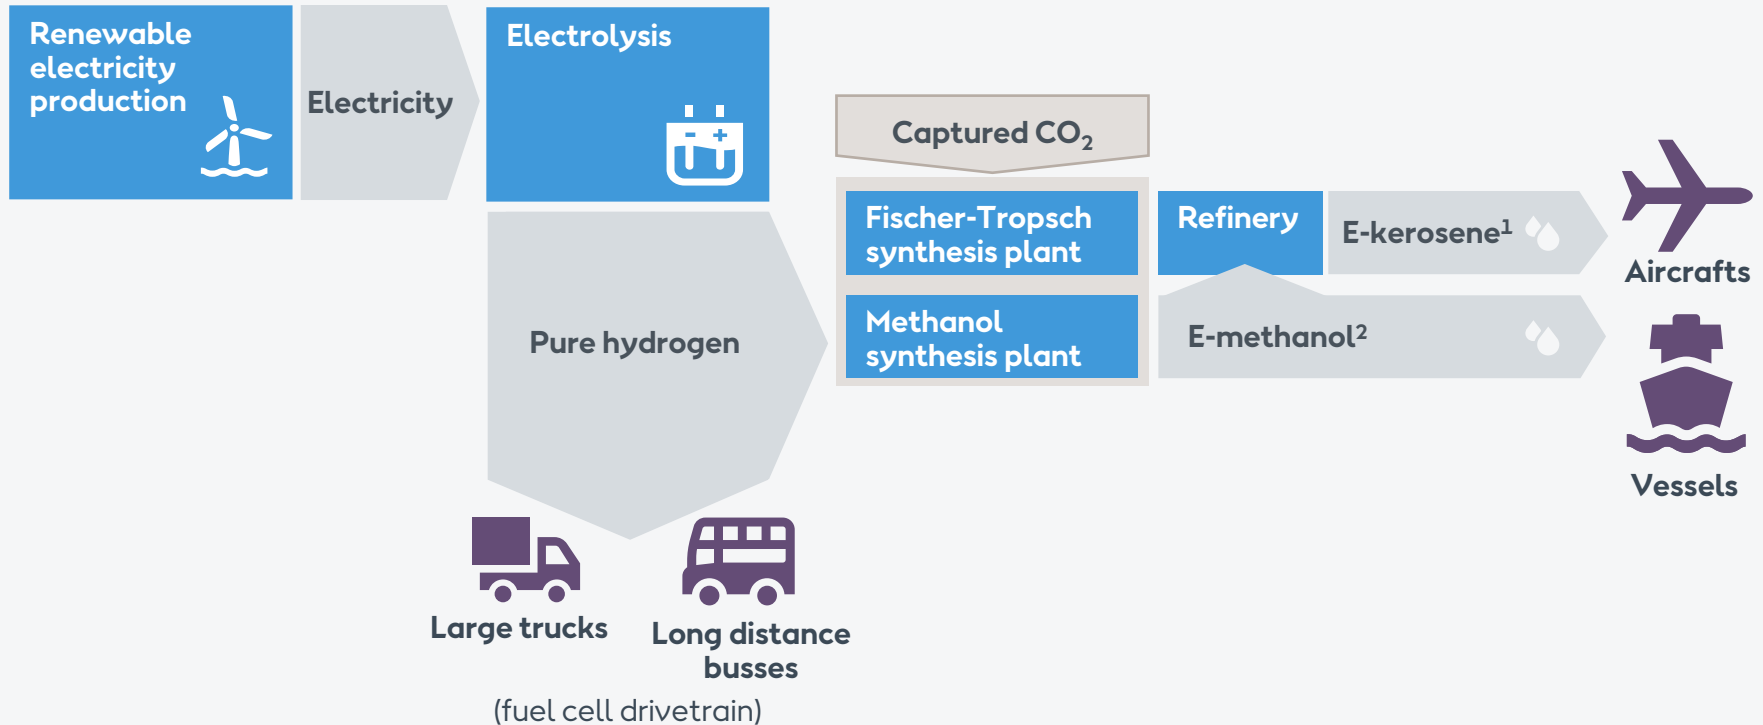 Renewable
electricity
production
Electricity
Electrolysis
- +
Captured CO₂
Fischer-Tropsch
synthesis plant
Refinery
E-kerosene¹
Aircrafts
Methanol
synthesis plant
E-methanol²
Vessels
Pure hydrogen
Large trucks
Long distance
busses
(fuel cell drivetrain)